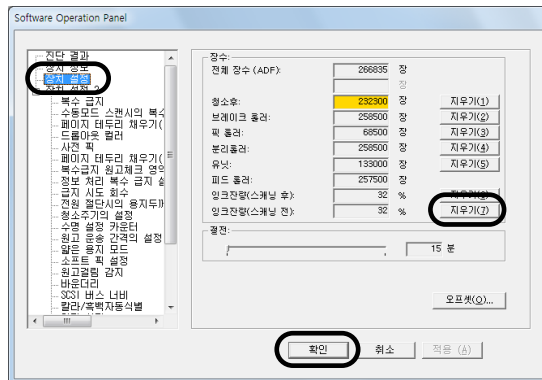 Software Operation Panel
진단 결과
장치 정보
장치 설정
장치 설정 2
복수 급지
수동모드 스캔시의 복수
페이지 테두리 채우기(
드롭아웃 컬러
사전 픽
페이지 테두리 채우기(
복수급지 원고체크 영역
정보 처리 복수 급지 설
급지 시도 회수
전원 절단시의 용지두께
청소주기의 설정
수명 설정 카운터
원고 운송 간격의 설정
얇은 용지 모드
소프트 픽 설정
원고걸림 감지
바운더리
SCSI 버스 너비
칼라/흑백자동식별
장수:
전체 장수 (ADF): 266835 장
장
청소후: 232300 장 지우기(1)
브레이크 롤러: 258500 장 지우기(2)
픽 롤러: 68500 장 지우기(3)
분리롤러: 258500 장 지우기(4)
유닛: 133000 장 지우기(5)
피드 롤러: 257500 장
잉크잔량(스캐닝 후): 32 % 지우기(6)
잉크잔량(스캐닝 전): 32 % 지우기(7)
절전:
15 분
오프셋(O)...
확인 취소 적용 (A)